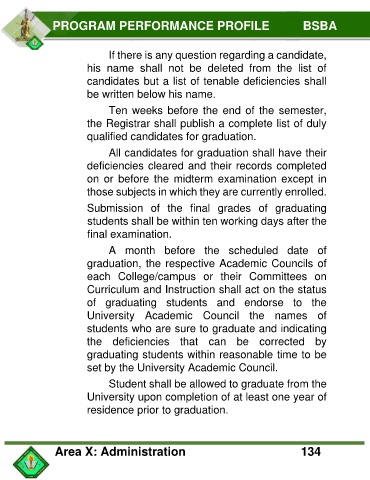 PROGRAM PERFORMANCE PROFILE BSBA
If there is any question regarding a candidate,
his name shall not be deleted from the list of
candidates but a list of tenable deficiencies shall
be written below his name.
Ten weeks before the end of the semester,
the Registrar shall publish a complete list of duly
qualified candidates for graduation.
All candidates for graduation shall have their
deficiencies cleared and their records completed
on or before the midterm examination except in
those subjects in which they are currently enrolled.
Submission of the final grades of graduating
students shall be within ten working days after the
final examination.
A month before the scheduled date of
graduation, the respective Academic Councils of
each College/campus or their Committees on
Curriculum and Instruction shall act on the status
of graduating students and endorse to the
University Academic Council the names of
students who are sure to graduate and indicating
the deficiencies that can be corrected by
graduating students within reasonable time to be
set by the University Academic Council.
Student shall be allowed to graduate from the
University upon completion of at least one year of
residence prior to graduation.
Area X: Administration 134